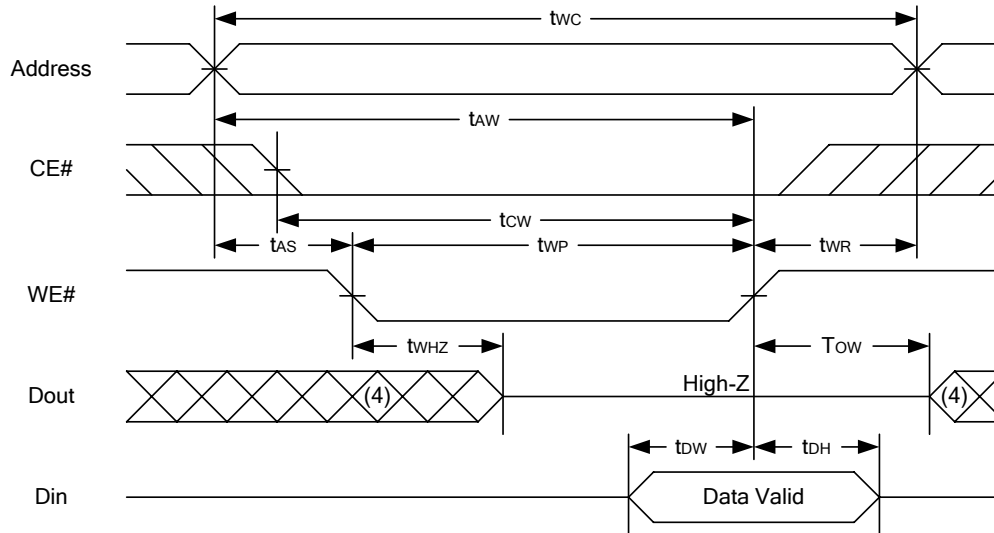 tWC
Address
tAW
CE#
tCW
tAS
tWP
tWR
WE#
tWHZ
TOW
Dout
(4)
High-Z
(4)
tDW
tDH
Din
Data Valid